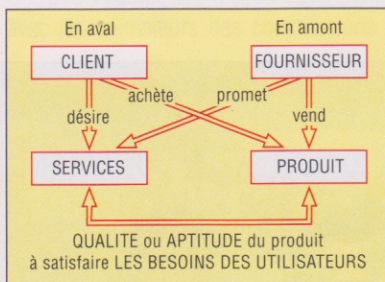 En aval En amont
CLIENT FOURNISSEUR
achète promet
désire vend
SERVICES PRODUIT
QUALITE ou APTITUDE du produit
à satisfaire LES BESOINS DES UTILISATEURS